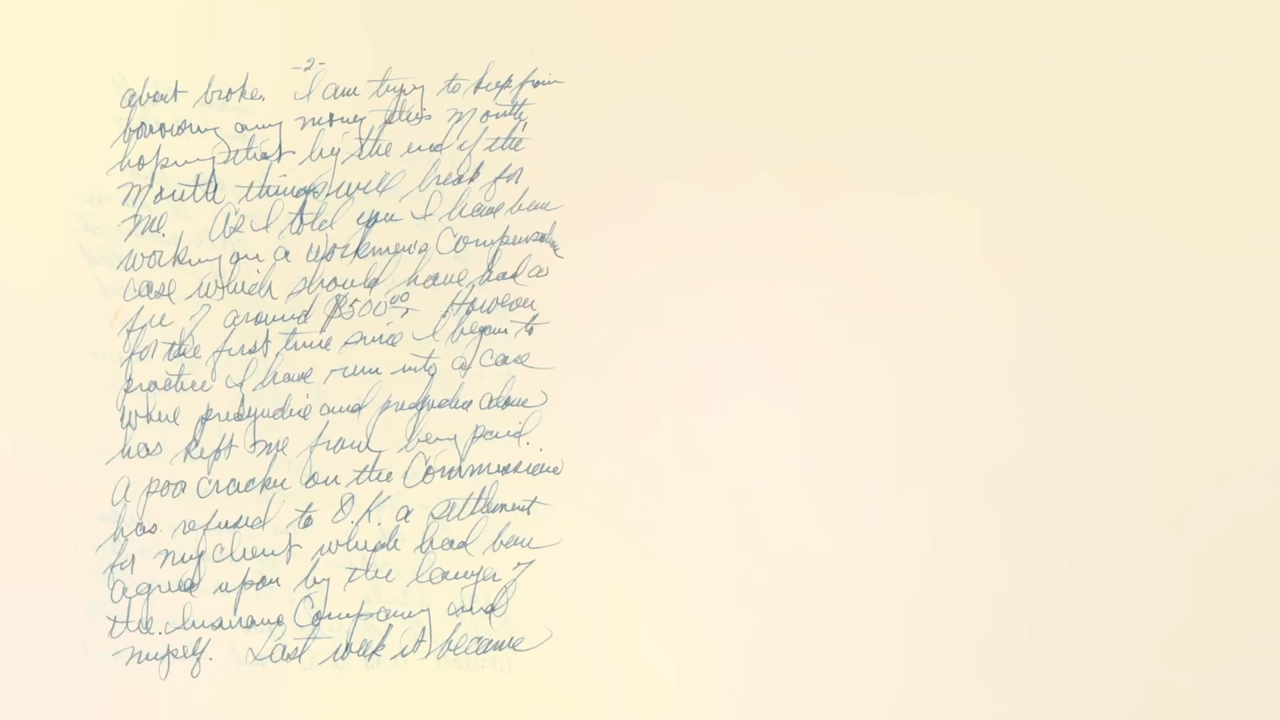 -2-
about broke. I am trying to keep from
borrowing any money this month,
hoping that by the end of the
month things will break for
me. As I told you I have been
working on a Workmen's Compensation
case which should have had a
fee of around $500.00. However
for the first time since I began to
practice I have run into a case
where predjudice and predjudice alone
has kept me from being paid.
A poor cracker on the Commission
has refused to O.K. a settlement
for my client which had been
agreed upon by the lawyer of
the Insurance Company and
myself. Last week it became